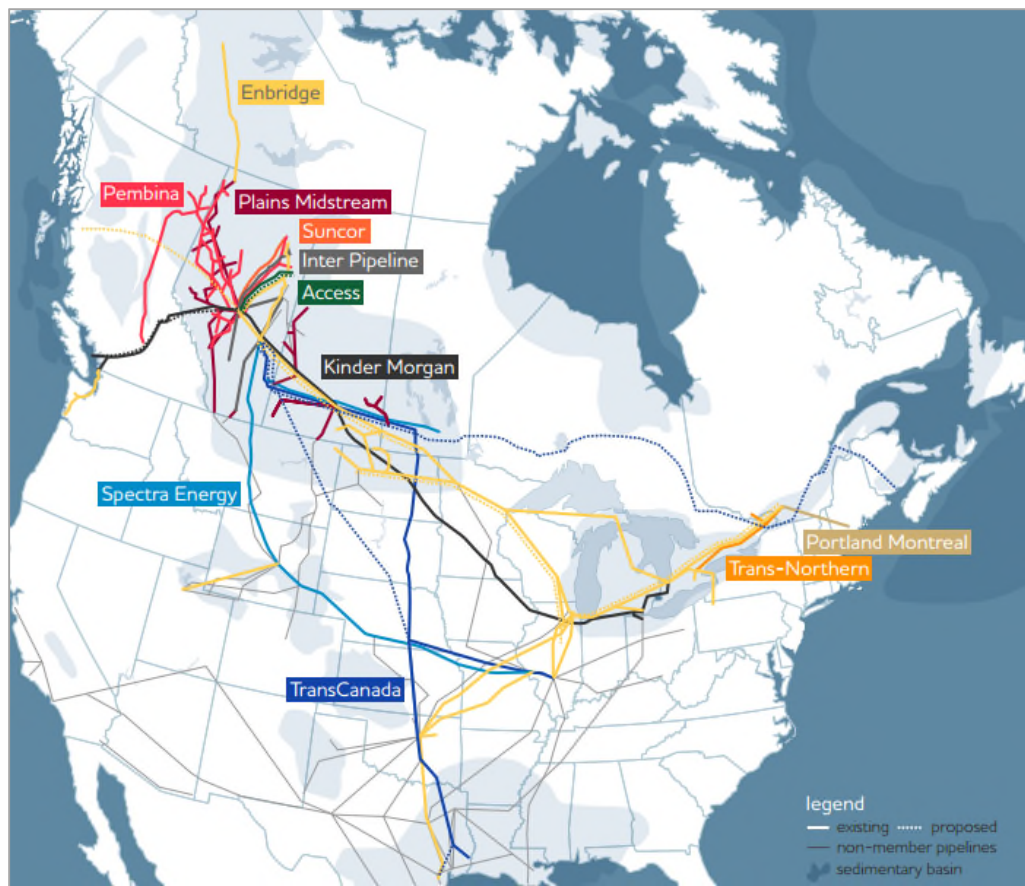 Enbridge
Pembina
Plains Midstream
Suncor
Inter Pipeline
Access
Kinder Morgan
Spectra Energy
Portland Montreal
Trans-Northern
TransCanada
legend
existing
proposed
non-member pipelines
sedimentary basin